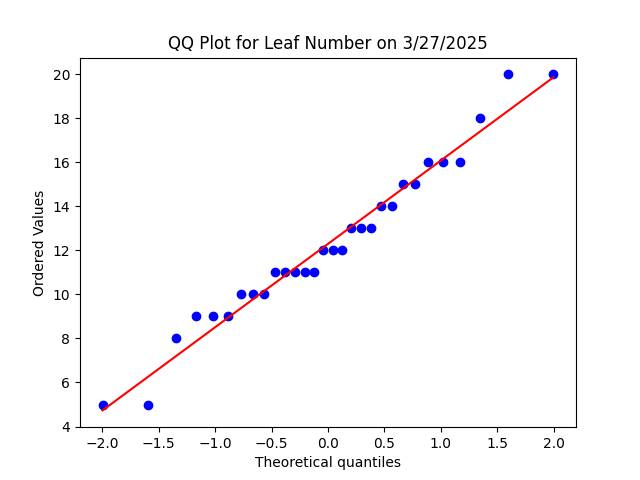 QQ Plot for Leaf Number on 3/27/2025
20
18
16
14
12
10
8
6
4
Ordered Values
−2.0 −1.5 −1.0 −0.5 0.0 0.5 1.0 1.5 2.0
Theoretical quantiles